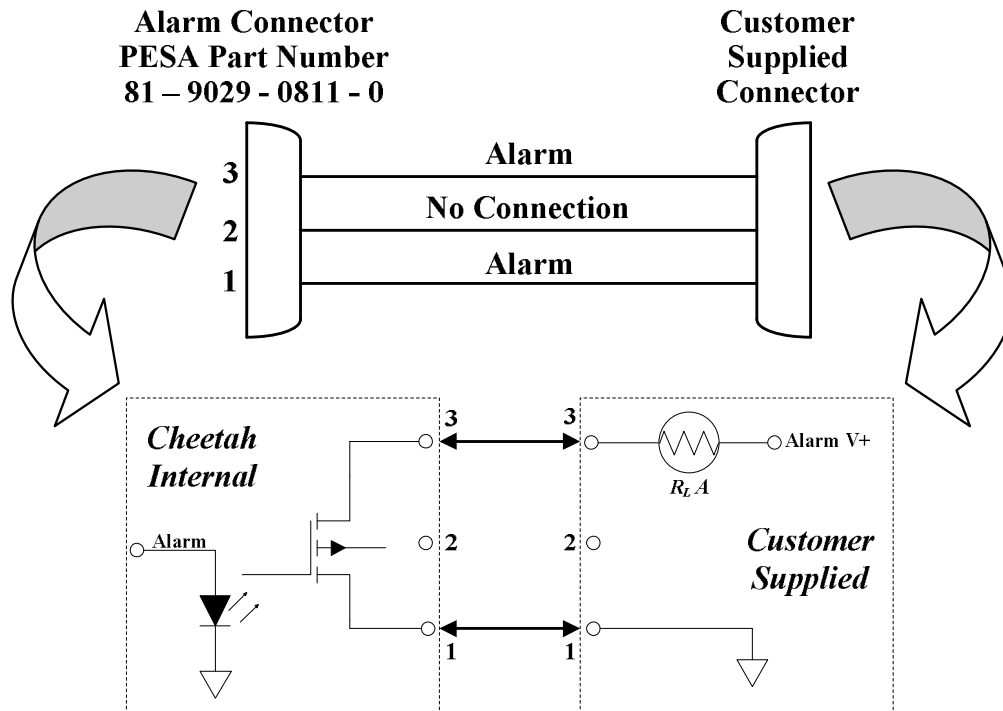 Alarm Connector
PESA Part Number
81 – 9029 - 0811 - 0
Customer
Supplied
Connector
3
Alarm
2
No Connection
1
Alarm
Cheetah
Internal
Alarm
3
3
Alarm V+
R_L A
2
2
Customer
Supplied
1
1